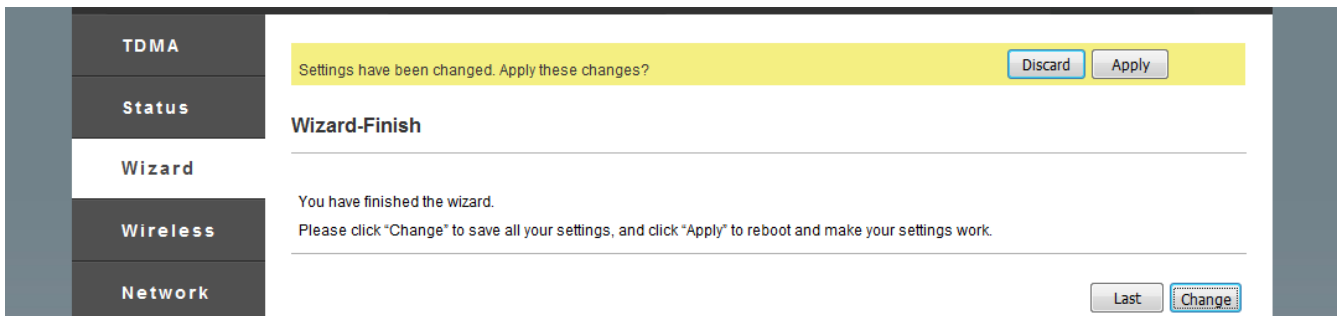 TDMA
Status
Wizard
Wireless
Network
Settings have been changed. Apply these changes?
Discard
Apply
Wizard-Finish
You have finished the wizard.
Please click “Change” to save all your settings, and click “Apply” to reboot and make your settings work.
Last
Change